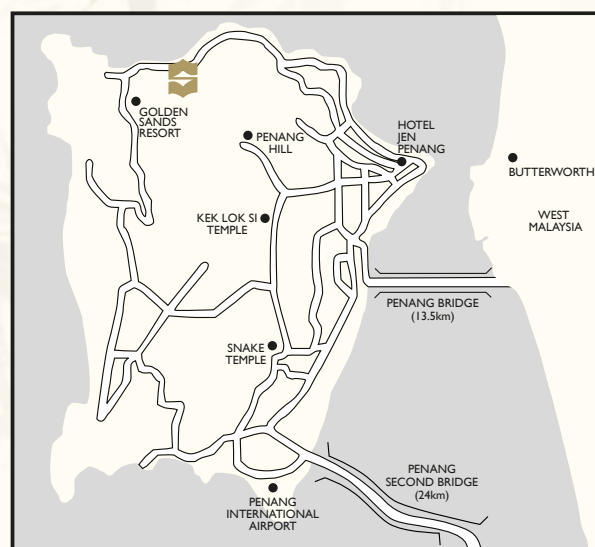 GOLDEN
SANDS
RESORT
PENANG
HILL
HOTEL
JEN
PENANG
BUTTERWORTH
WEST
MALAYSIA
KEK LOK SI
TEMPLE
PENANG BRIDGE
(13.5km)
SNAKE
TEMPLE
PENANG
SECOND BRIDGE
(24km)
PENANG
INTERNATIONAL
AIRPORT